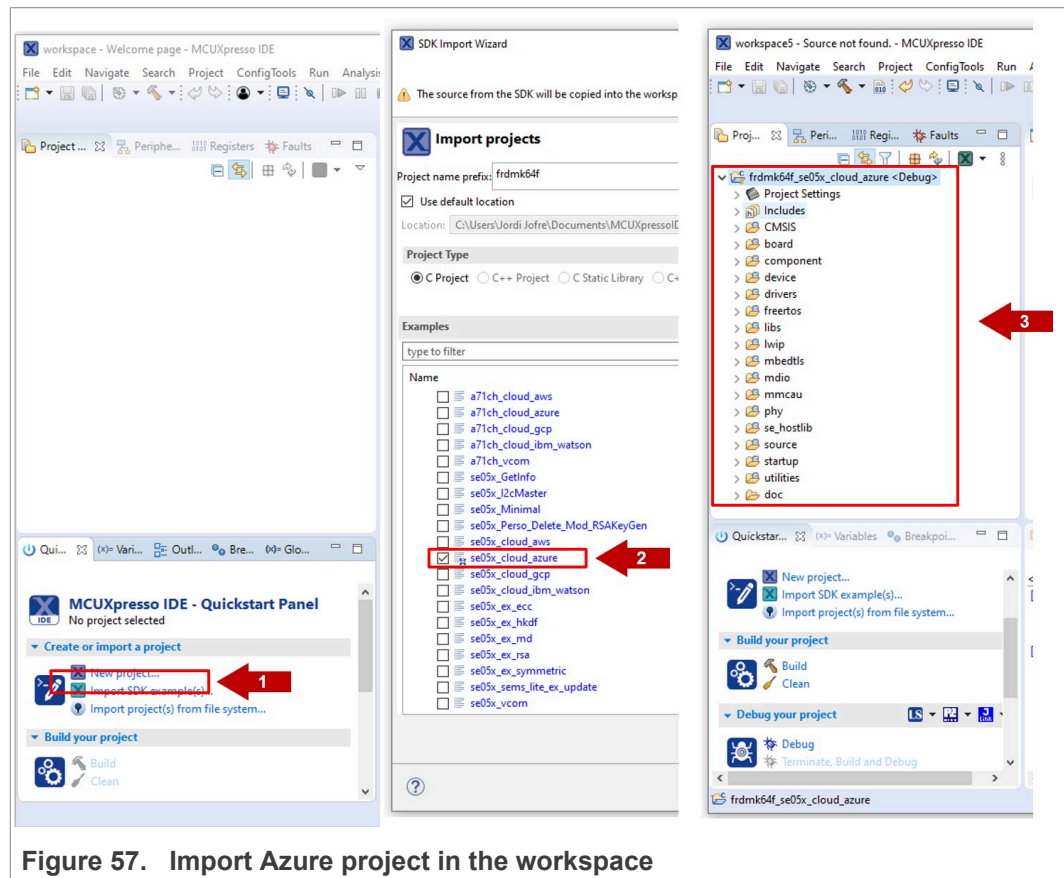 workspace - Welcome page - MCUXpresso IDE
File Edit Navigate Search Project ConfigTools Run Analysis
Project ... Periphe... Registers Faults
Qui... (x)= Vari... Outl... Bre... (x)= Glo...
MCUXpresso IDE - Quickstart Panel
IDE
No project selected
Create or import a project
New project...
Import SDK example(s)...
Import project(s) from file system...
1
Build your project
Build
Clean
SDK Import Wizard
The source from the SDK will be copied into the worksp
Import projects
Project name prefix: frdmk64f
Use default location
Location: C:\Users\Jordi Jofre\Documents\MCUXpressoID
Project Type
C Project C++ Project C Static Library C+
Examples
type to filter
Name
a71ch_cloud_aws
a71ch_cloud_azure
a71ch_cloud_gcp
a71ch_cloud_ibm_watson
a71ch_vcom
se05x_GetInfo
se05x_I2cMaster
se05x_Minimal
se05x_Perso_Delete_Mod_RSAKeyGen
se05x_cloud_aws
se05x_cloud_azure
2
se05x_cloud_gcp
se05x_cloud_ibm_watson
se05x_ex_ecc
se05x_ex_hkdf
se05x_ex_md
se05x_ex_rsa
se05x_ex_symmetric
se05x_sems_lite_ex_update
se05x_vcom
workspace5 - Source not found. - MCUXpresso IDE
File Edit Navigate Search Project ConfigTools Run
Proj... Peri... Regi... Faults
frdmk64f_se05x_cloud_azure <Debug>
Project Settings
Includes
CMSIS
board
component
device
drivers
freertos
libs
3
lwip
mbedtls
mdio
mmcau
phy
se_hostlib
source
startup
utilities
doc
Quickstar... (x)= Variables Breakpoi...
New project...
Import SDK example(s)...
Import project(s) from file system...
Build your project
Build
Clean
Debug your project
LS
Link
Debug
Terminate, Build and Debug
frdmk64f_se05x_cloud_azure
Figure 57. Import Azure project in the workspace